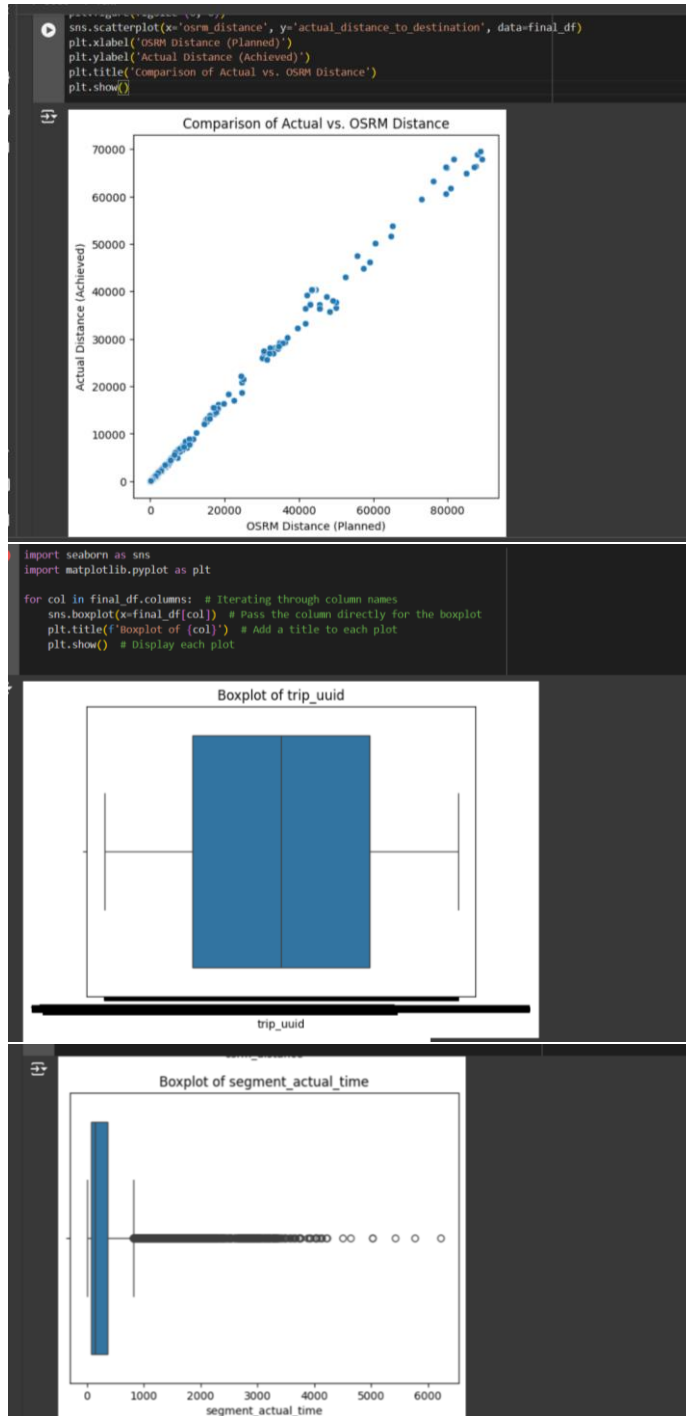 sns.scatterplot(x='osrm_distance', y='actual_distance_to_destination', data=final_df)
plt.xlabel('OSRM Distance (Planned)')
plt.ylabel('Actual Distance (Achieved)')
plt.title('Comparison of Actual vs. OSRM Distance')
plt.show()
Comparison of Actual vs. OSRM Distance
70000
60000
50000
40000
30000
20000
10000
0
Actual Distance (Achieved)
0 20000 40000 60000 80000
OSRM Distance (Planned)
import seaborn as sns
import matplotlib.pyplot as plt
for col in final_df.columns:  # Iterating through column names
    sns.boxplot(x=final_df[col])  # Pass the column directly for the boxplot
    plt.title(f'Boxplot of {col}')  # Add a title to each plot
    plt.show()  # Display each plot
Boxplot of trip_uuid
trip_uuid
Boxplot of segment_actual_time
0 1000 2000 3000 4000 5000 6000
segment_actual_time